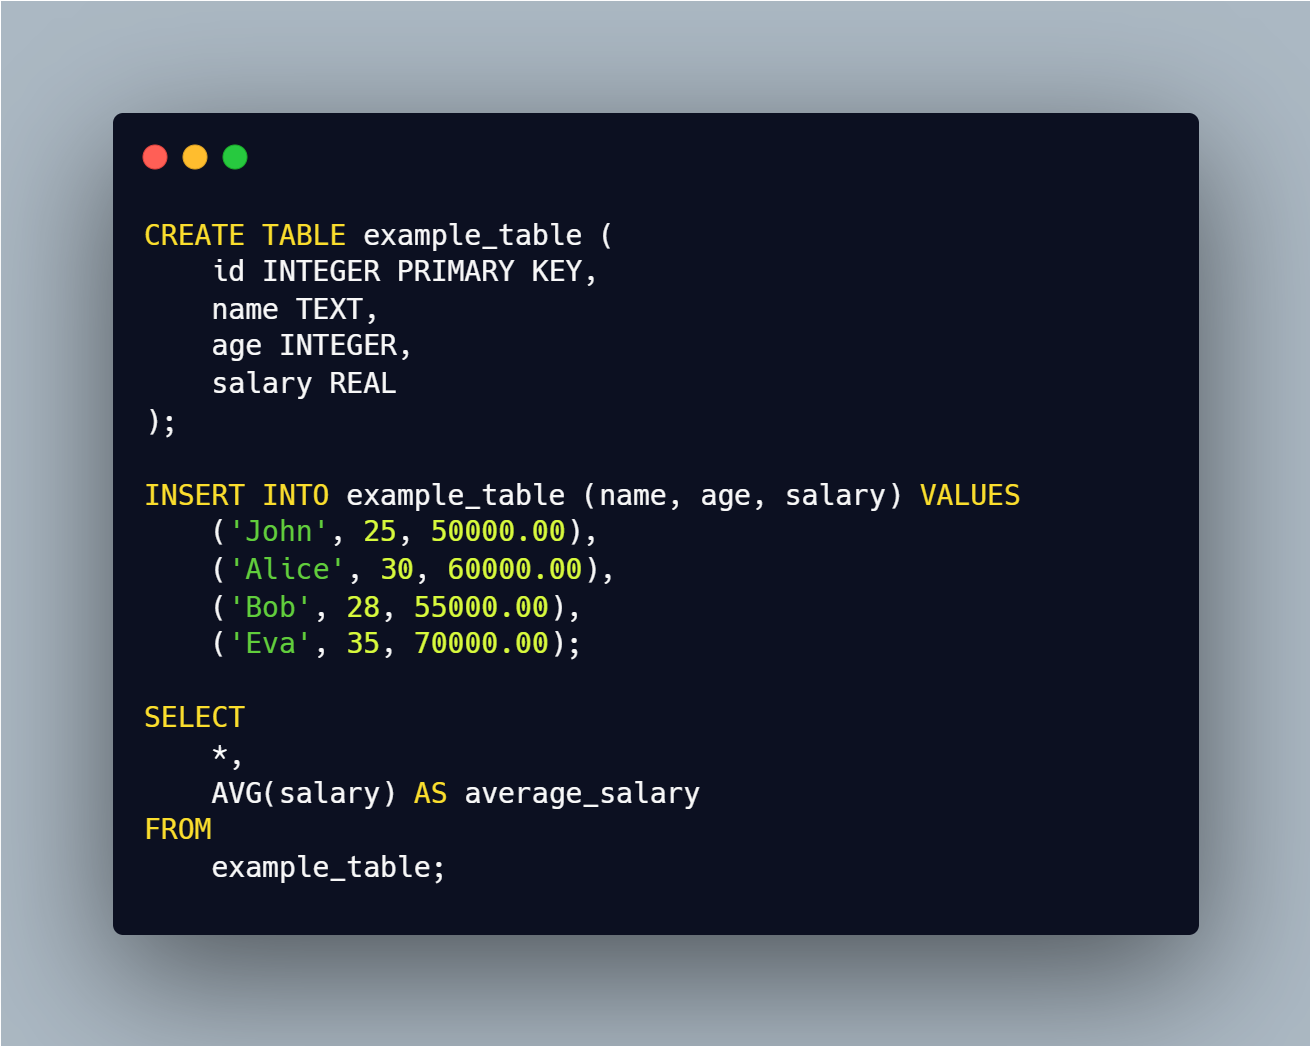 CREATE TABLE example_table (
    id INTEGER PRIMARY KEY,
    name TEXT,
    age INTEGER,
    salary REAL
);

INSERT INTO example_table (name, age, salary) VALUES
    ('John', 25, 50000.00),
    ('Alice', 30, 60000.00),
    ('Bob', 28, 55000.00),
    ('Eva', 35, 70000.00);

SELECT
    *,
    AVG(salary) AS average_salary
FROM
    example_table;